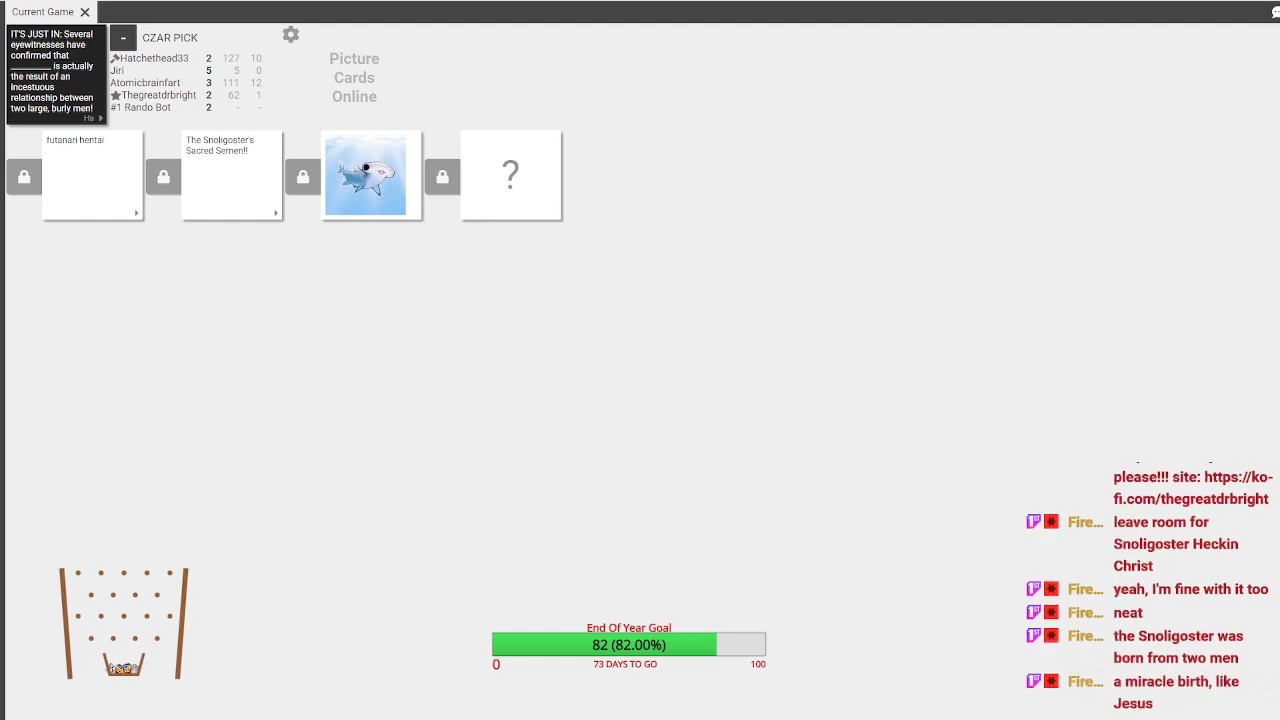 Current Game
IT'S JUST IN: Several
eyewitnesses have
confirmed that
________ is actually
the result of an
incestuous
relationship between
two large, burly men!
Ha
-
CZAR PICK
Hatchethead33 2 127 10
Jiri 5 5 0
Atomicbrainfart 3 111 12
Thegreatdrbright 2 62 1
#1 Rando Bot 2 - -
Picture
Cards
Online
futanari hentai
The Snoligoster's
Sacred Semen!!
?
please!!! site: https://ko-
fi.com/thegreatdrbright
Fire... leave room for
Snoligoster Heckin
Christ
Fire... yeah, I'm fine with it too
Fire... neat
Fire... the Snoligoster was
born from two men
Fire... a miracle birth, like
Jesus
End Of Year Goal
82 (82.00%)
0 73 DAYS TO GO 100